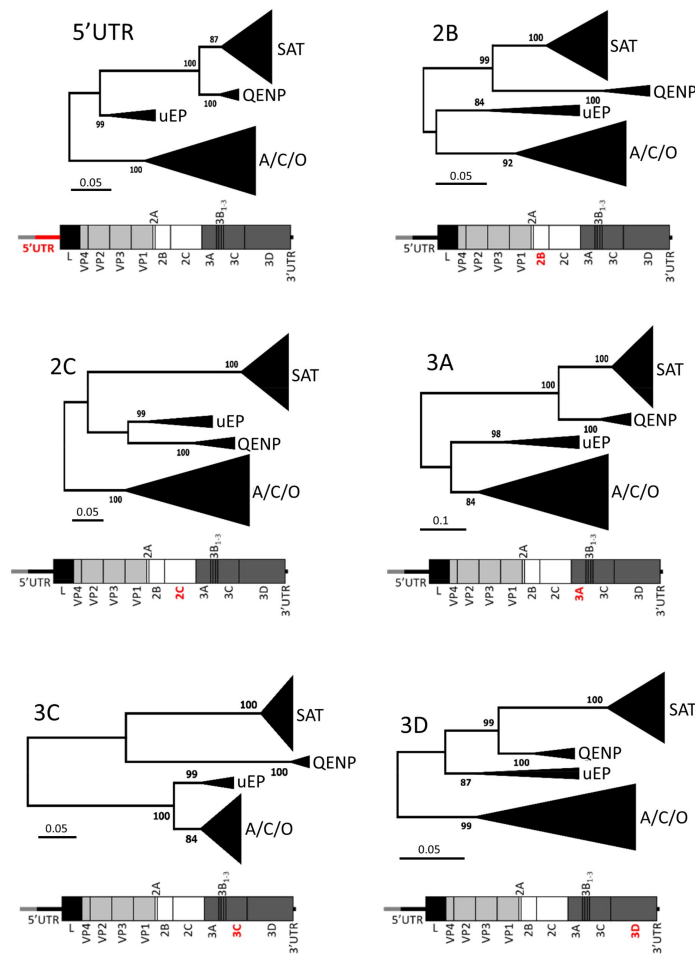 5'UTR
87
SAT
100
QENP
100
99
uEP
A/C/O
100
0.05
2A
3B1-3
5'UTR
L
VP4
VP2
VP3
VP1
2B
2C
3A
3C
3D
3'UTR
2B
100
SAT
99
QENP
100
84
uEP
A/C/O
92
0.05
2A
3B1-3
5'UTR
L
VP4
VP2
VP3
VP1
2B
2C
3A
3C
3D
3'UTR
2C
100
SAT
99
uEP
QENP
100
A/C/O
100
0.05
2A
3B1-3
5'UTR
L
VP4
VP2
VP3
VP1
2B
2C
3A
3C
3D
3'UTR
3A
100
SAT
100
QENP
100
98
uEP
A/C/O
84
0.1
2A
3B1-3
5'UTR
L
VP4
VP2
VP3
VP1
2B
2C
3A
3C
3D
3'UTR
3C
100
SAT
QENP
100
99
uEP
100
A/C/O
84
0.05
2A
3B1-3
5'UTR
L
VP4
VP2
VP3
VP1
2B
2C
3A
3C
3D
3'UTR
3D
100
SAT
99
QENP
100
uEP
87
A/C/O
99
0.05
2A
3B1-3
5'UTR
L
VP4
VP2
VP3
VP1
2B
2C
3A
3C
3D
3'UTR